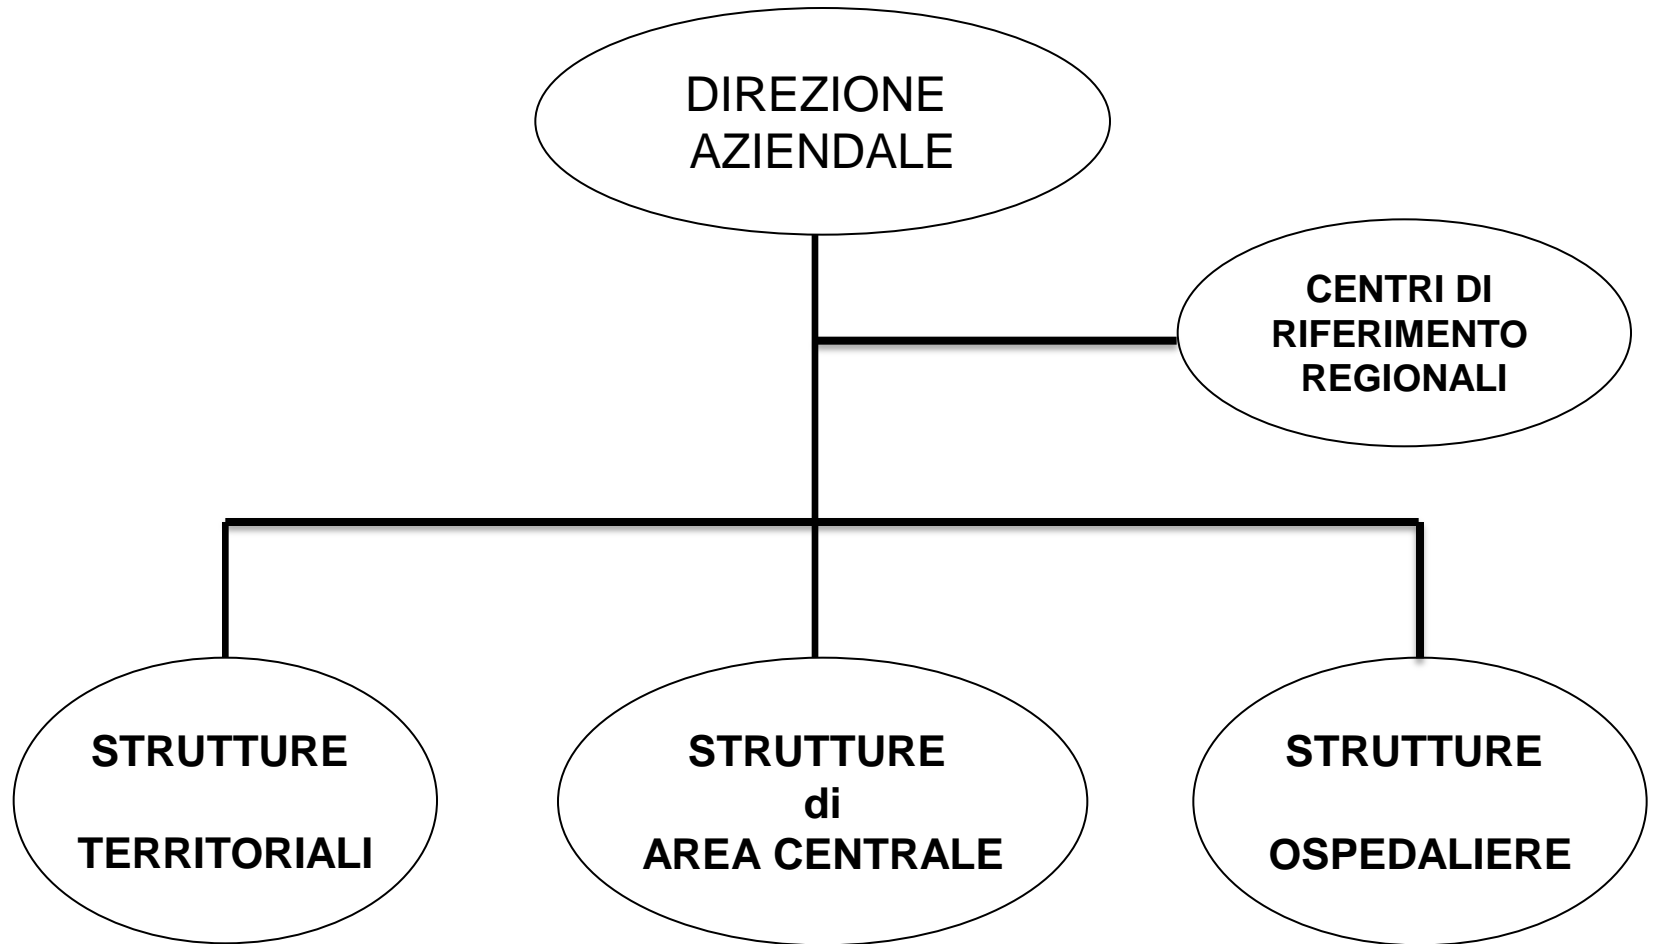 DIREZIONE
AZIENDALE
CENTRI DI
RIFERIMENTO
REGIONALI
STRUTTURE
TERRITORIALI
STRUTTURE
di
AREA CENTRALE
STRUTTURE
OSPEDALIERE